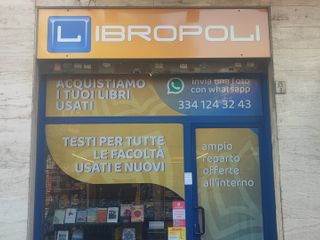 LIBROPOLI
ACQUISTIAMO
I TUOI LIBRI
USATI
invia una foto
con whatsapp
334 124 32 43
TESTI PER TUTTE
LE FACOLTÀ
USATI E NUOVI
ampio
reparto
offerte
all'interno